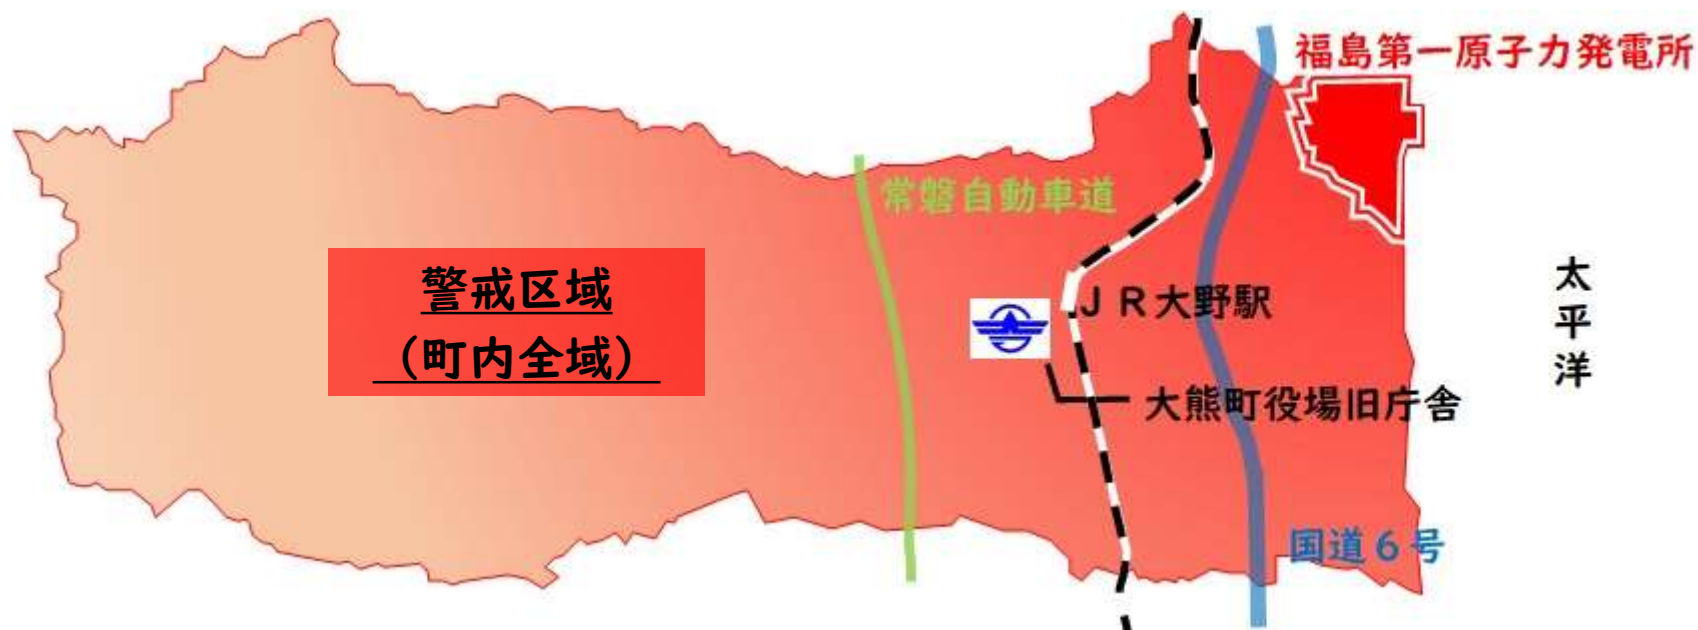 福島第一原子力発電所
常磐自動車道
警戒区域
（町内全域）
ＪＲ大野駅
太平洋
大熊町役場旧庁舎
国道６号